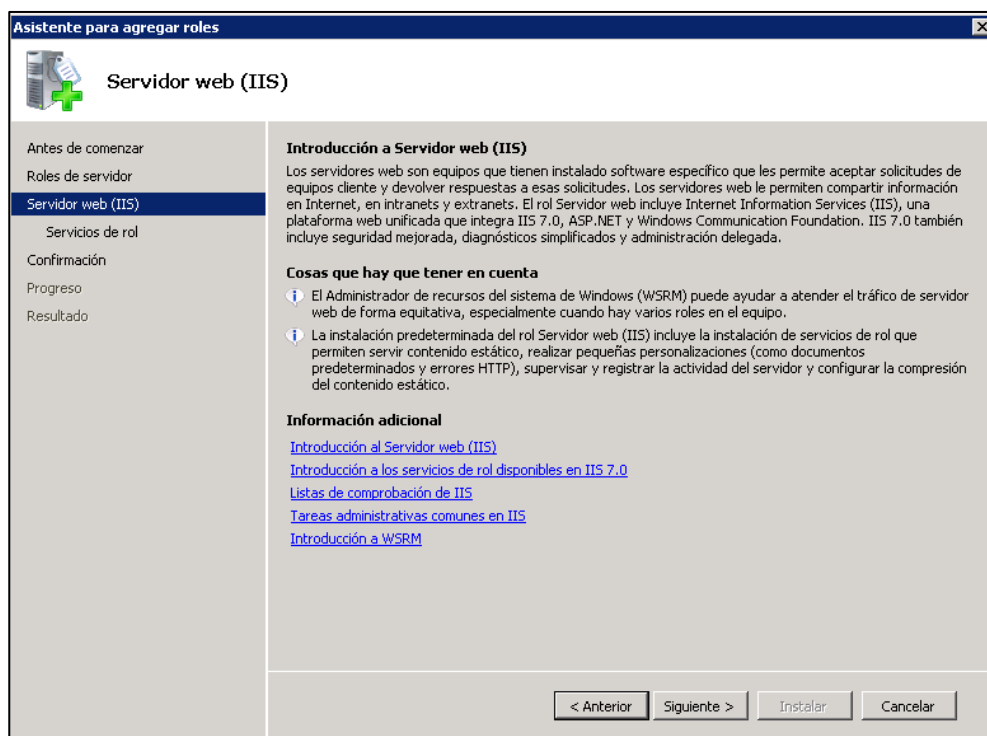 Asistente para agregar roles
Servidor web (IIS)
Antes de comenzar
Roles de servidor
Servidor web (IIS)
Servicios de rol
Confirmación
Progreso
Resultado
Introducción a Servidor web (IIS)
Los servidores web son equipos que tienen instalado software específico que les permite aceptar solicitudes de
equipos cliente y devolver respuestas a esas solicitudes. Los servidores web le permiten compartir información
en Internet, en intranets y extranets. El rol Servidor web incluye Internet Information Services (IIS), una
plataforma web unificada que integra IIS 7.0, ASP.NET y Windows Communication Foundation. IIS 7.0 también
incluye seguridad mejorada, diagnósticos simplificados y administración delegada.
Cosas que hay que tener en cuenta
El Administrador de recursos del sistema de Windows (WSRM) puede ayudar a atender el tráfico de servidor
web de forma equitativa, especialmente cuando hay varios roles en el equipo.
La instalación predeterminada del rol Servidor web (IIS) incluye la instalación de servicios de rol que
permiten servir contenido estático, realizar pequeñas personalizaciones (como documentos
predeterminados y errores HTTP), supervisar y registrar la actividad del servidor y configurar la compresión
del contenido estático.
Información adicional
Introducción al Servidor web (IIS)
Introducción a los servicios de rol disponibles en IIS 7.0
Listas de comprobación de IIS
Tareas administrativas comunes en IIS
Introducción a WSRM
< Anterior
Siguiente >
Instalar
Cancelar